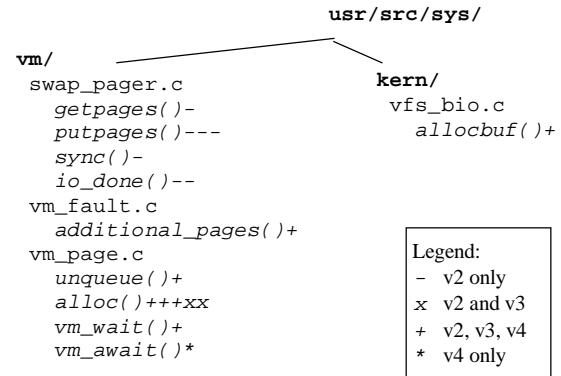 usr/src/sys/
vm/
swap_pager.c
getpages()-
putpages()---
sync()-
io_done()--
vm_fault.c
additional_pages()+
vm_page.c
unqueue()+
alloc()+++xx
vm_wait()+
vm_await()*
kern/
vfs_bio.c
allocbuf()+
Legend:
- v2 only
x v2 and v3
+ v2, v3, v4
* v4 only